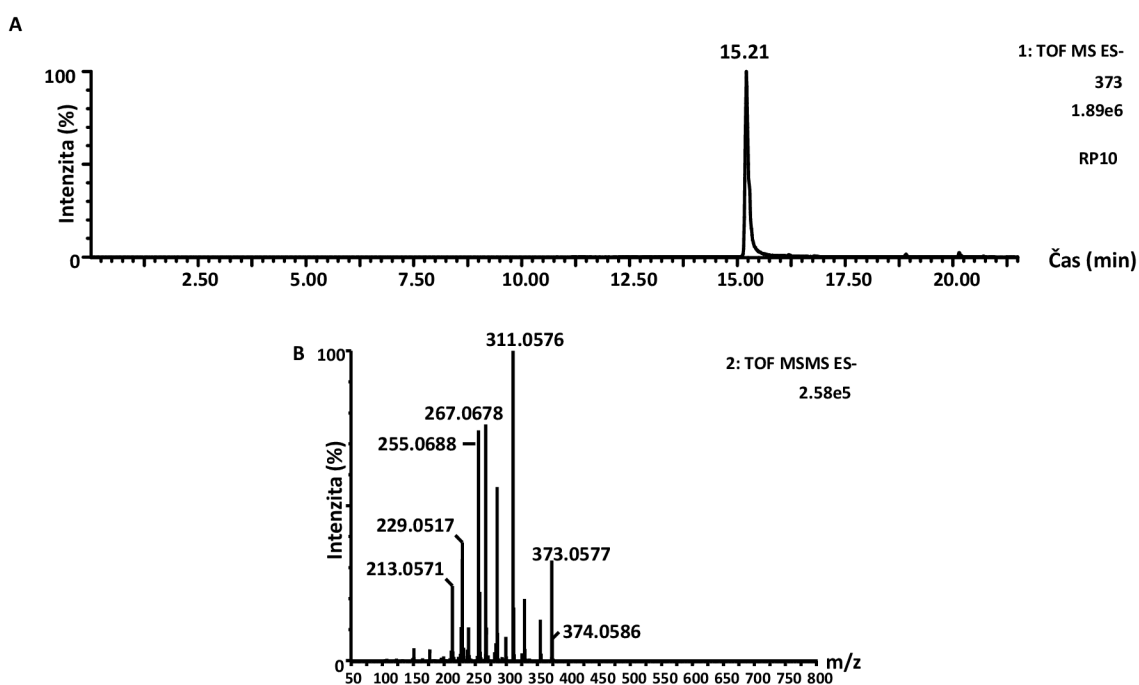 A
15.21
1: TOF MS ES-
373
1.89e6
RP10
100
Intenzita (%)
0
2.50 5.00 7.50 10.00 12.50 15.00 17.50 20.00
Čas (min)
B
100
311.0576
2: TOF MSMS ES-
2.58e5
267.0678
255.0688
Intenzita (%)
229.0517
373.0577
213.0571
374.0586
0
m/z
50 100 150 200 250 300 350 400 450 500 550 600 650 700 750 800